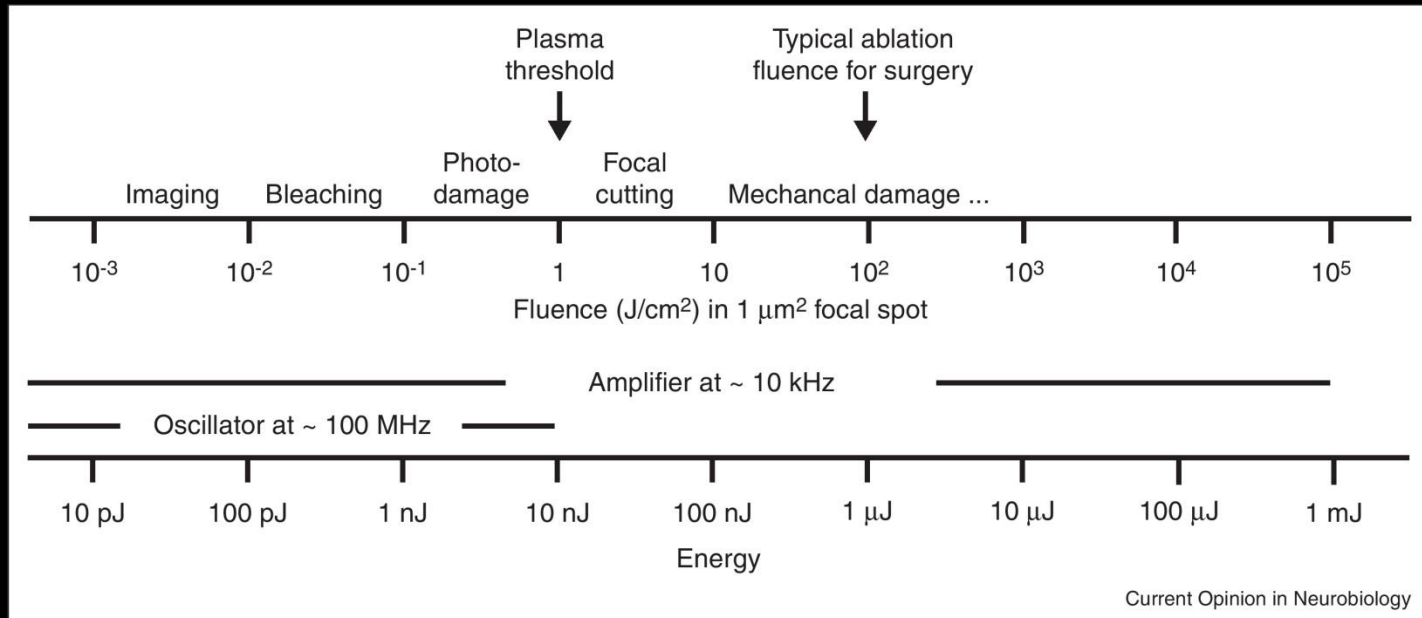 Plasma
threshold
Typical ablation
fluence for surgery
Imaging
Bleaching
Photo-
damage
Focal
cutting
Mechancal damage ...
10⁻³ 10⁻² 10⁻¹ 1 10 10² 10³ 10⁴ 10⁵
Fluence (J/cm²) in 1 μm² focal spot
Amplifier at ~ 10 kHz
Oscillator at ~ 100 MHz
10 pJ 100 pJ 1 nJ 10 nJ 100 nJ 1 μJ 10 μJ 100 μJ 1 mJ
Energy
Current Opinion in Neurobiology